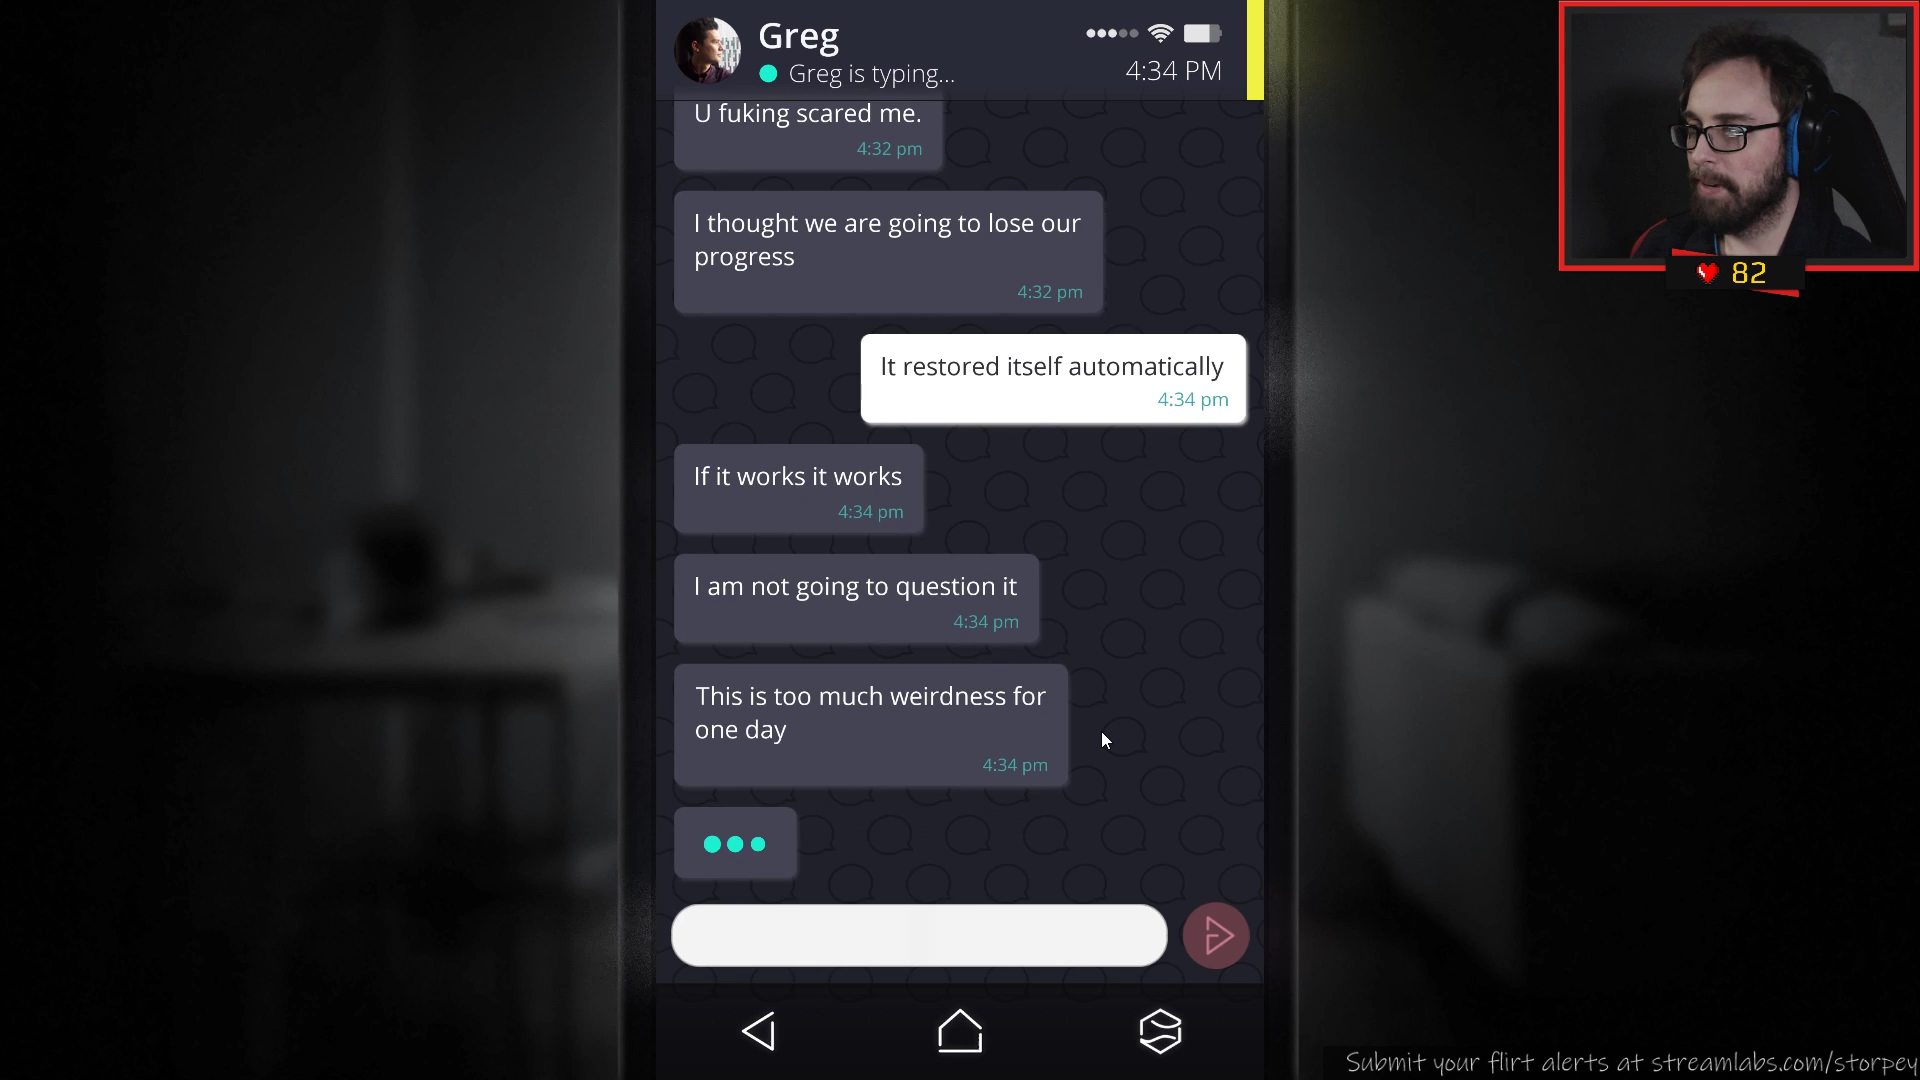 Greg
Greg is typing...
4:34 PM
U fuking scared me.
4:32 pm
I thought we are going to lose our
progress
4:32 pm
It restored itself automatically
4:34 pm
If it works it works
4:34 pm
I am not going to question it
4:34 pm
This is too much weirdness for
one day
4:34 pm
82
Submit your flirt alerts at streamlabs.com/storpey